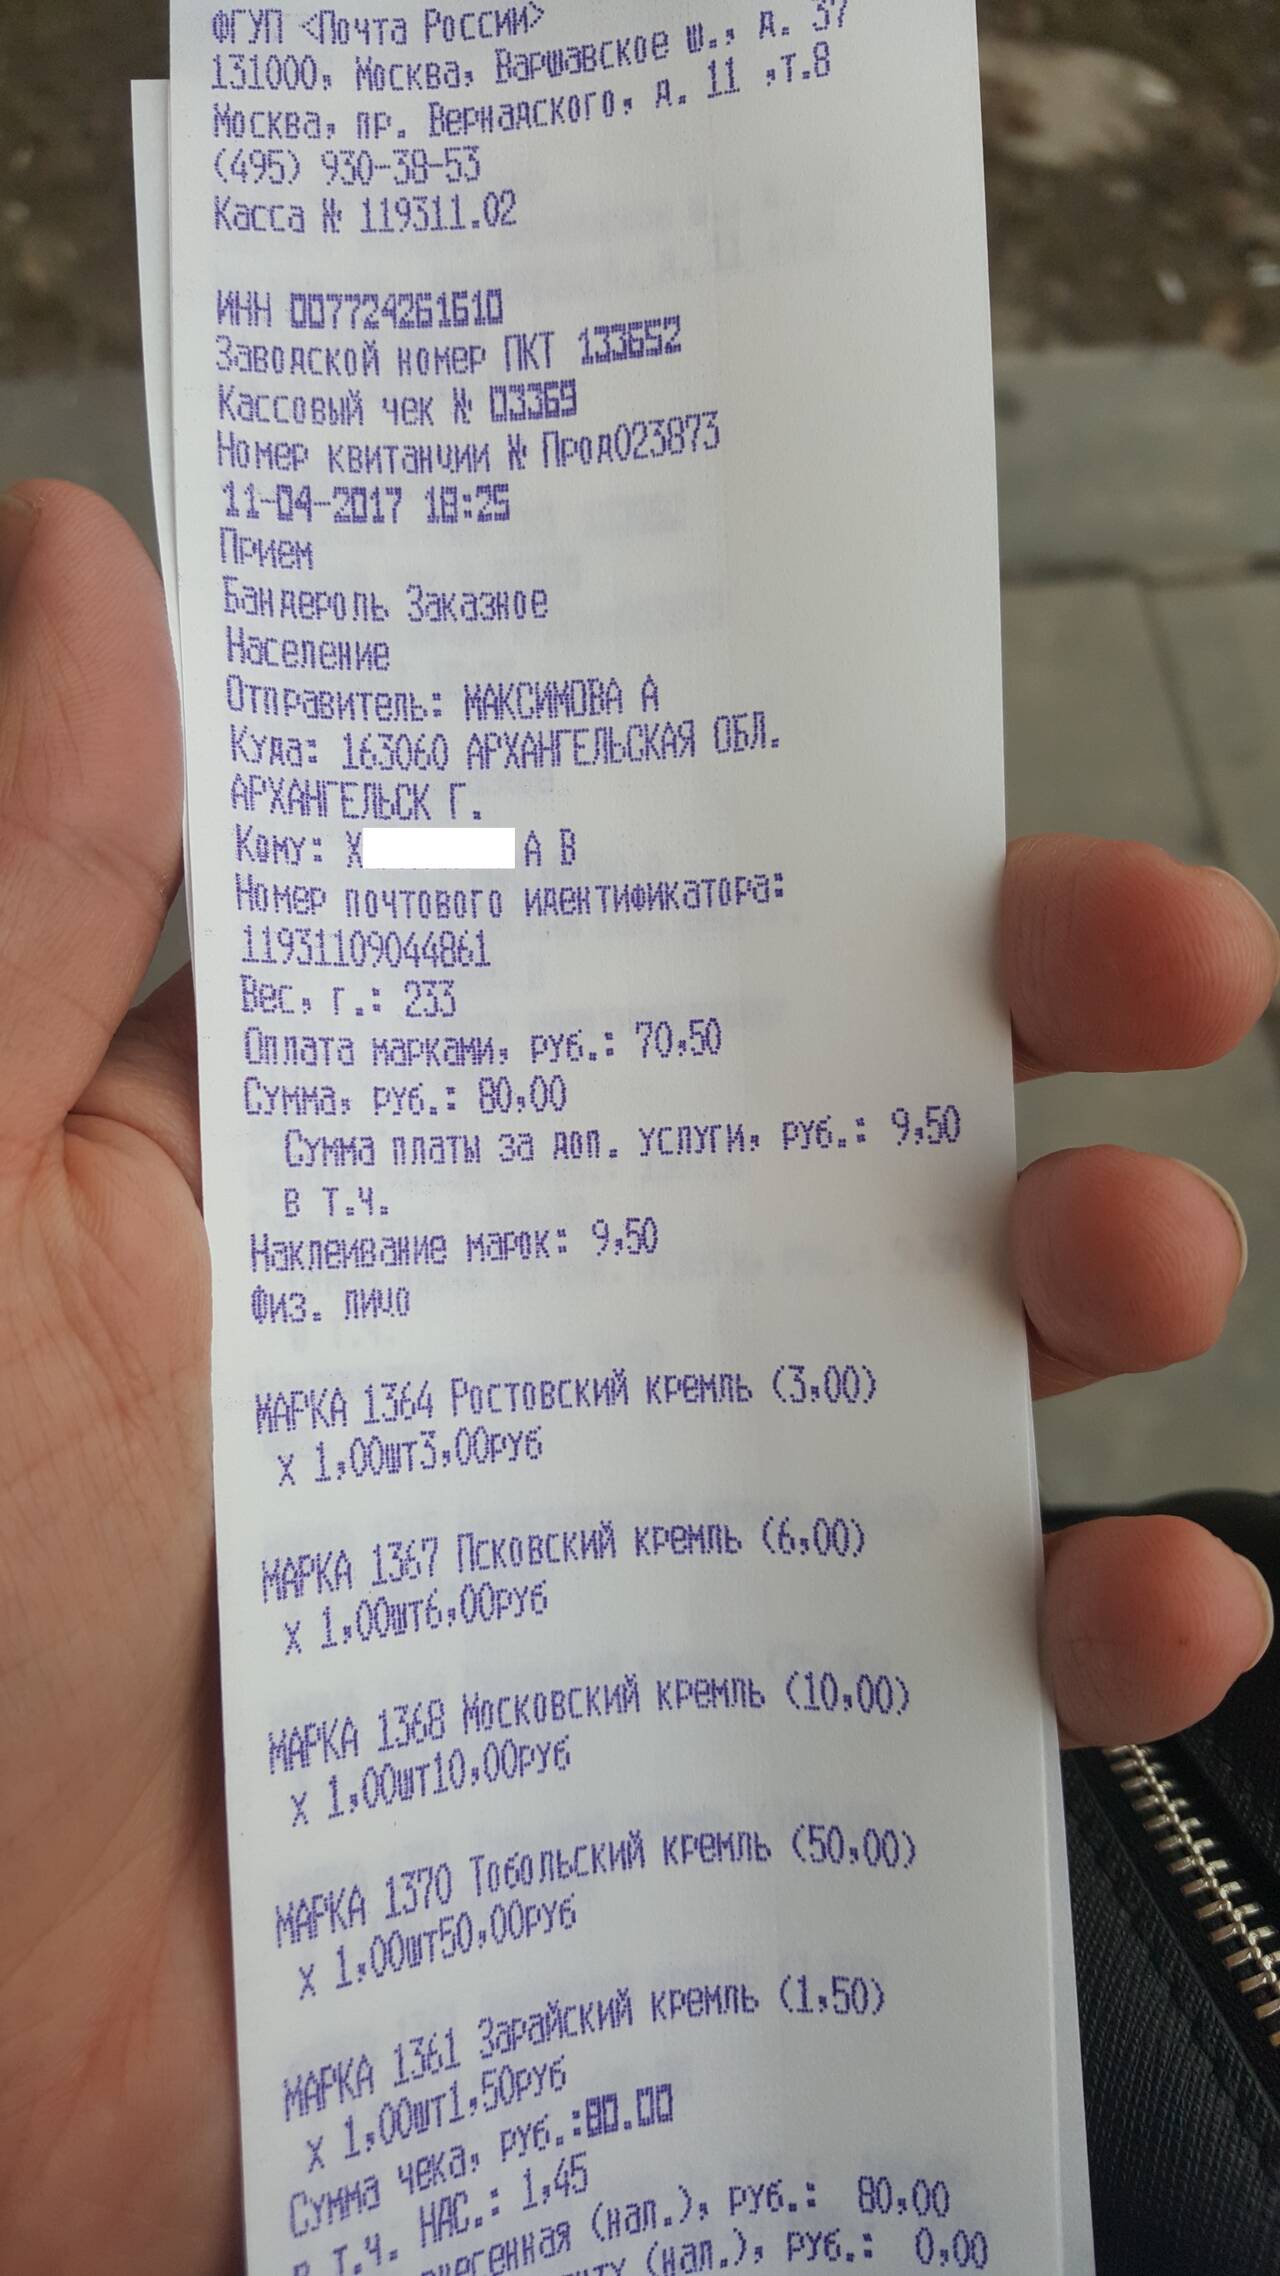 ФГУП <Почта России>
131000, Москва, Варшавское ш., д. 37
Москва, пр. Вернадского, д. 11 ,т.8
(495) 930-38-53
Касса № 119311.02
ИНН 007724261610
Заводской номер ПКТ 133652
Кассовый чек № 03369
Номер квитанции № Прод023873
11-04-2017 18:25
Прием
Бандероль Заказное
Население
Отправитель: МАКСИМОВА А
Куда: 163060 АРХАНГЕЛЬСКАЯ ОБЛ.
АРХАНГЕЛЬСК Г.
Кому: Х А В
Номер почтового идентификатора:
11931109044861
Вес, г.: 233
Оплата марками, руб.: 70,50
Сумма, руб.: 80,00
Сумма платы за доп. услуги, руб.: 9,50
в т.ч.
Наклеивание марок: 9,50
Физ. лицо
МАРКА 1364 Ростовский кремль (3,00)
х 1,00шт3,00руб
МАРКА 1367 Псковский кремль (6,00)
х 1,00шт6,00руб
МАРКА 1368 Московский кремль (10,00)
х 1,00шт10,00руб
МАРКА 1370 Тобольский кремль (50,00)
х 1,00шт50,00руб
МАРКА 1361 Зарайский кремль (1,50)
х 1,00шт1,50руб
Сумма чека, руб.:80.00
в т.ч. НДС.: 1,45
(нал.), руб.: 80,00
(нал.), руб.: 0,00